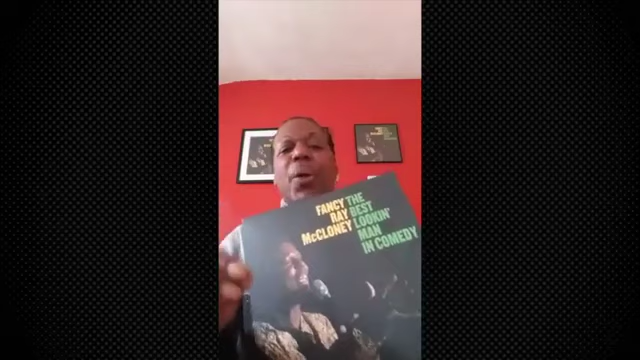 FANCY THE
RAY BEST
McCLONEY LOOKIN'
MAN
IN COMEDY